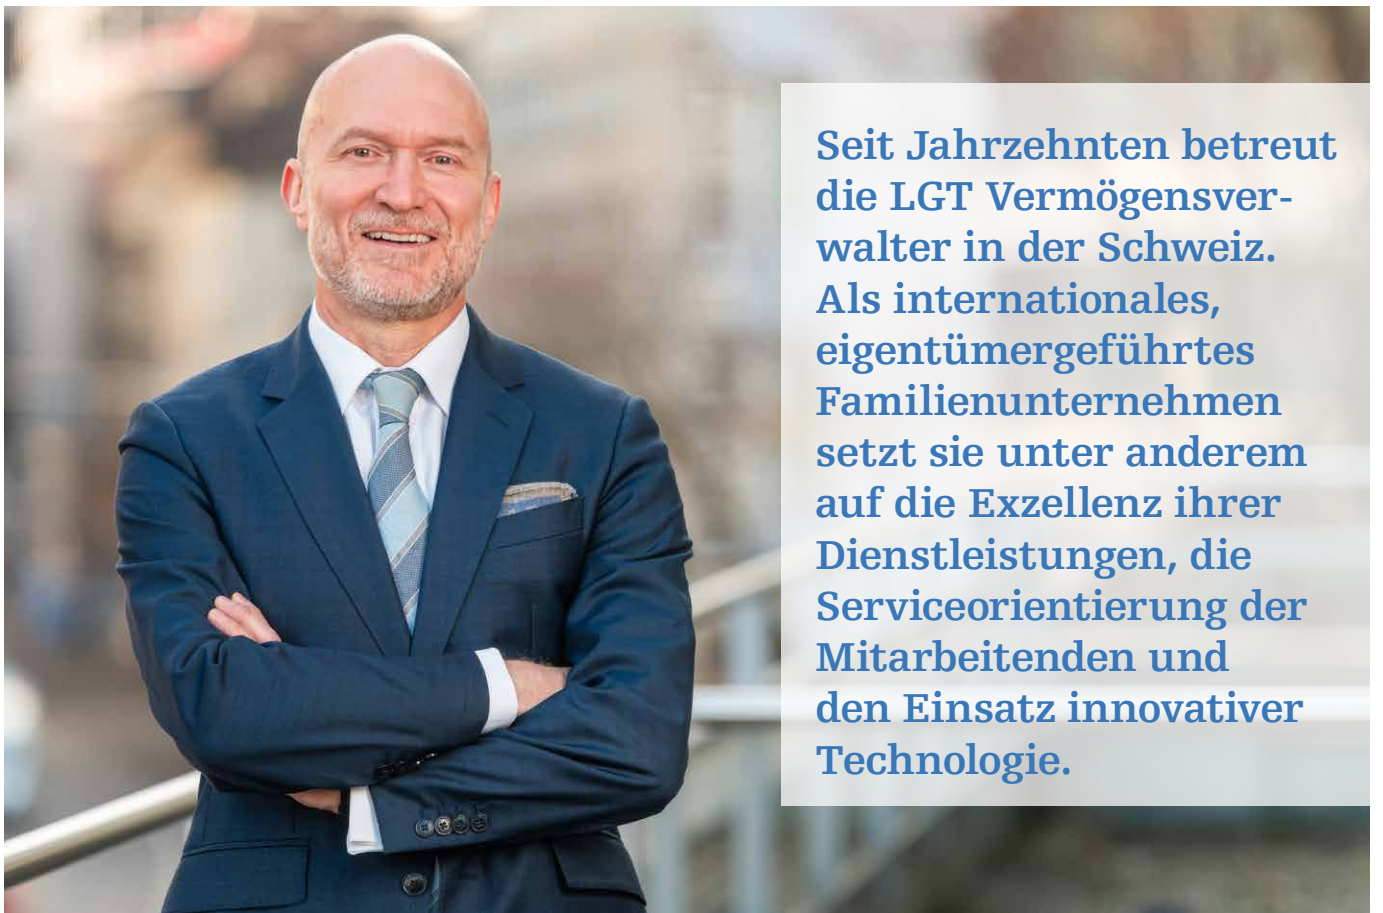 Seit Jahrzehnten betreut
die LGT Vermögensver-
walter in der Schweiz.
Als internationales,
eigentümergeführtes
Familienunternehmen
setzt sie unter anderem
auf die Exzellenz ihrer
Dienstleistungen, die
Serviceorientierung der
Mitarbeitenden und
den Einsatz innovativer
Technologie.